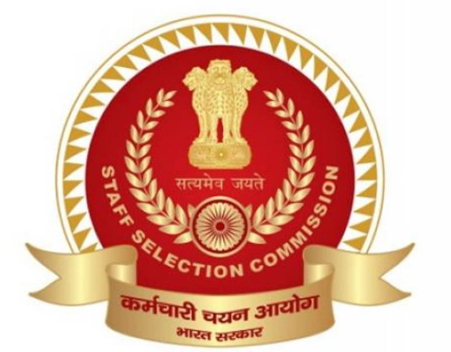 सत्यमेव जयते
STAFF SELECTION COMMISSION
कर्मचारी चयन आयोग
भारत सरकार